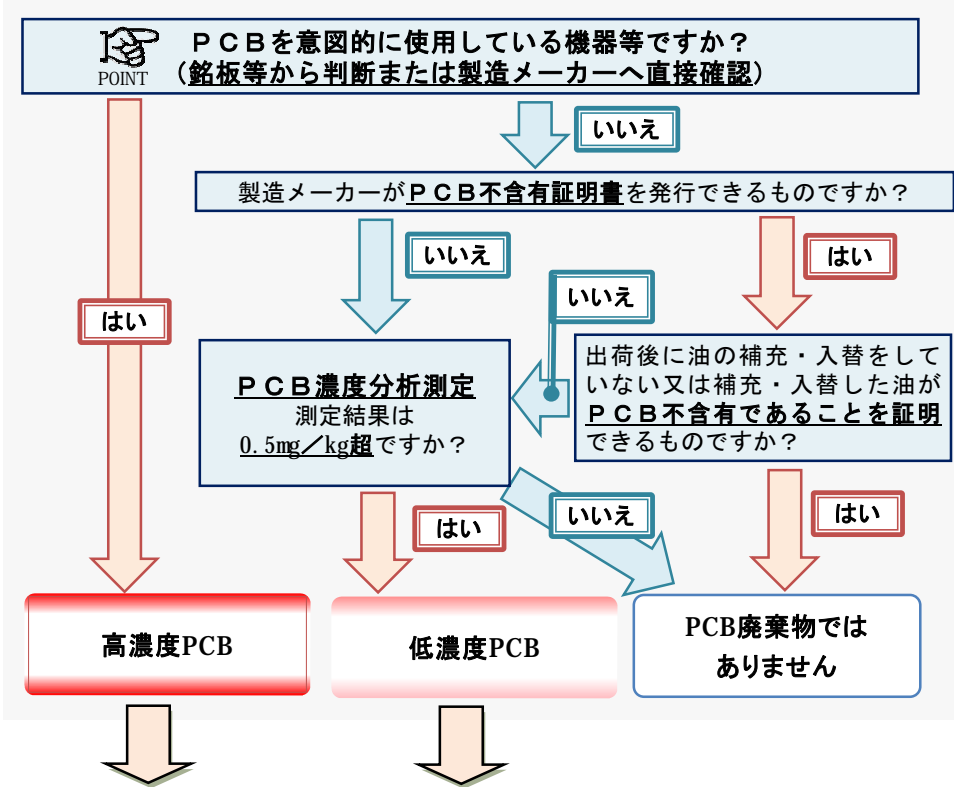 POINT
ＰＣＢを意図的に使用している機器等ですか？
（銘板等から判断または製造メーカーへ直接確認）
いいえ
製造メーカーがＰＣＢ不含有証明書を発行できるものですか？
いいえ
はい
いいえ
はい
ＰＣＢ濃度分析測定
測定結果は
0.5㎎／㎏超ですか？
出荷後に油の補充・入替をして
いない又は補充・入替した油が
ＰＣＢ不含有であることを証明
できるものですか？
はい
いいえ
はい
高濃度PCB
低濃度PCB
PCB廃棄物では
ありません